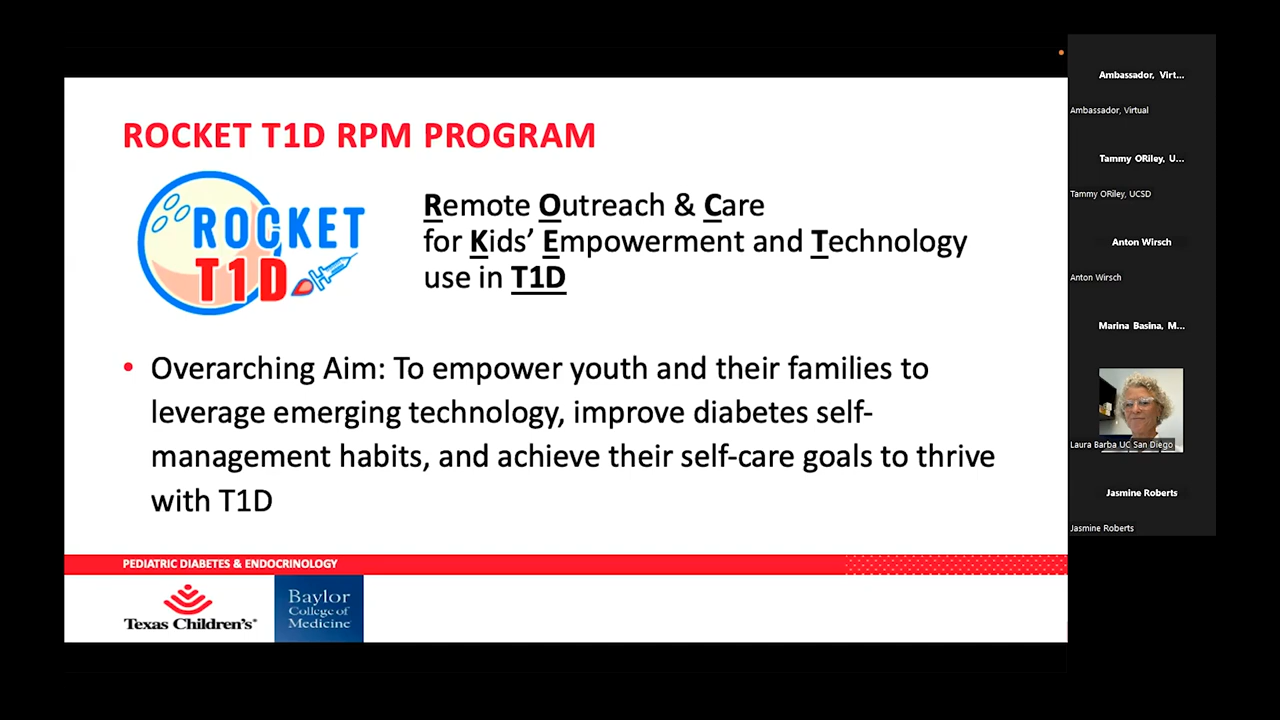 ROCKET T1D RPM PROGRAM
ROCKET
T1D
Remote Outreach & Care
for Kids’ Empowerment and Technology
use in T1D
• Overarching Aim: To empower youth and their families to
leverage emerging technology, improve diabetes self-
management habits, and achieve their self-care goals to thrive
with T1D
PEDIATRIC DIABETES & ENDOCRINOLOGY
Texas Children's®
Baylor
College of
Medicine
Ambassador, Virt...
Ambassador, Virtual
Tammy ORiley, U...
Tammy ORiley, UCSD
Anton Wirsch
Anton Wirsch
Marina Basina, M...
Laura Barba UC San Diego
Jasmine Roberts
Jasmine Roberts